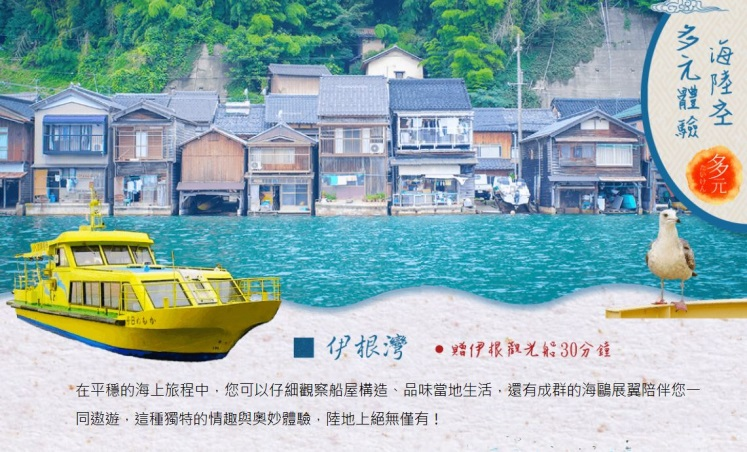 海陸空
多元體驗
多元
伊根灣
•贈伊根觀光船30分鐘
在平穩的海上旅程中，您可以仔細觀察船屋構造、品味當地生活，還有成群的海鷗展翼陪伴您一
同遨遊，這種獨特的情趣與奧妙體驗，陸地上絕無僅有！